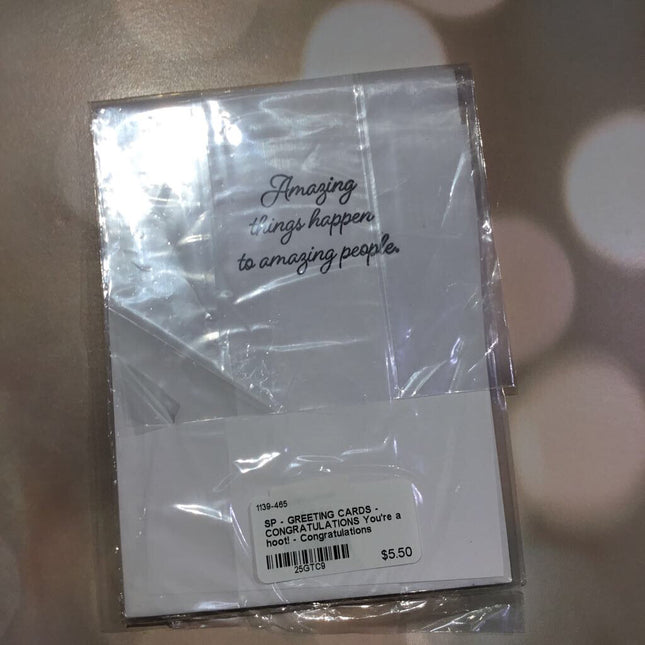 Amazing
things happen
to amazing people.
1139-465
SP - GREETING CARDS -
CONGRATULATIONS You're a
hoot! - Congratulations
$5.50
25GTC9